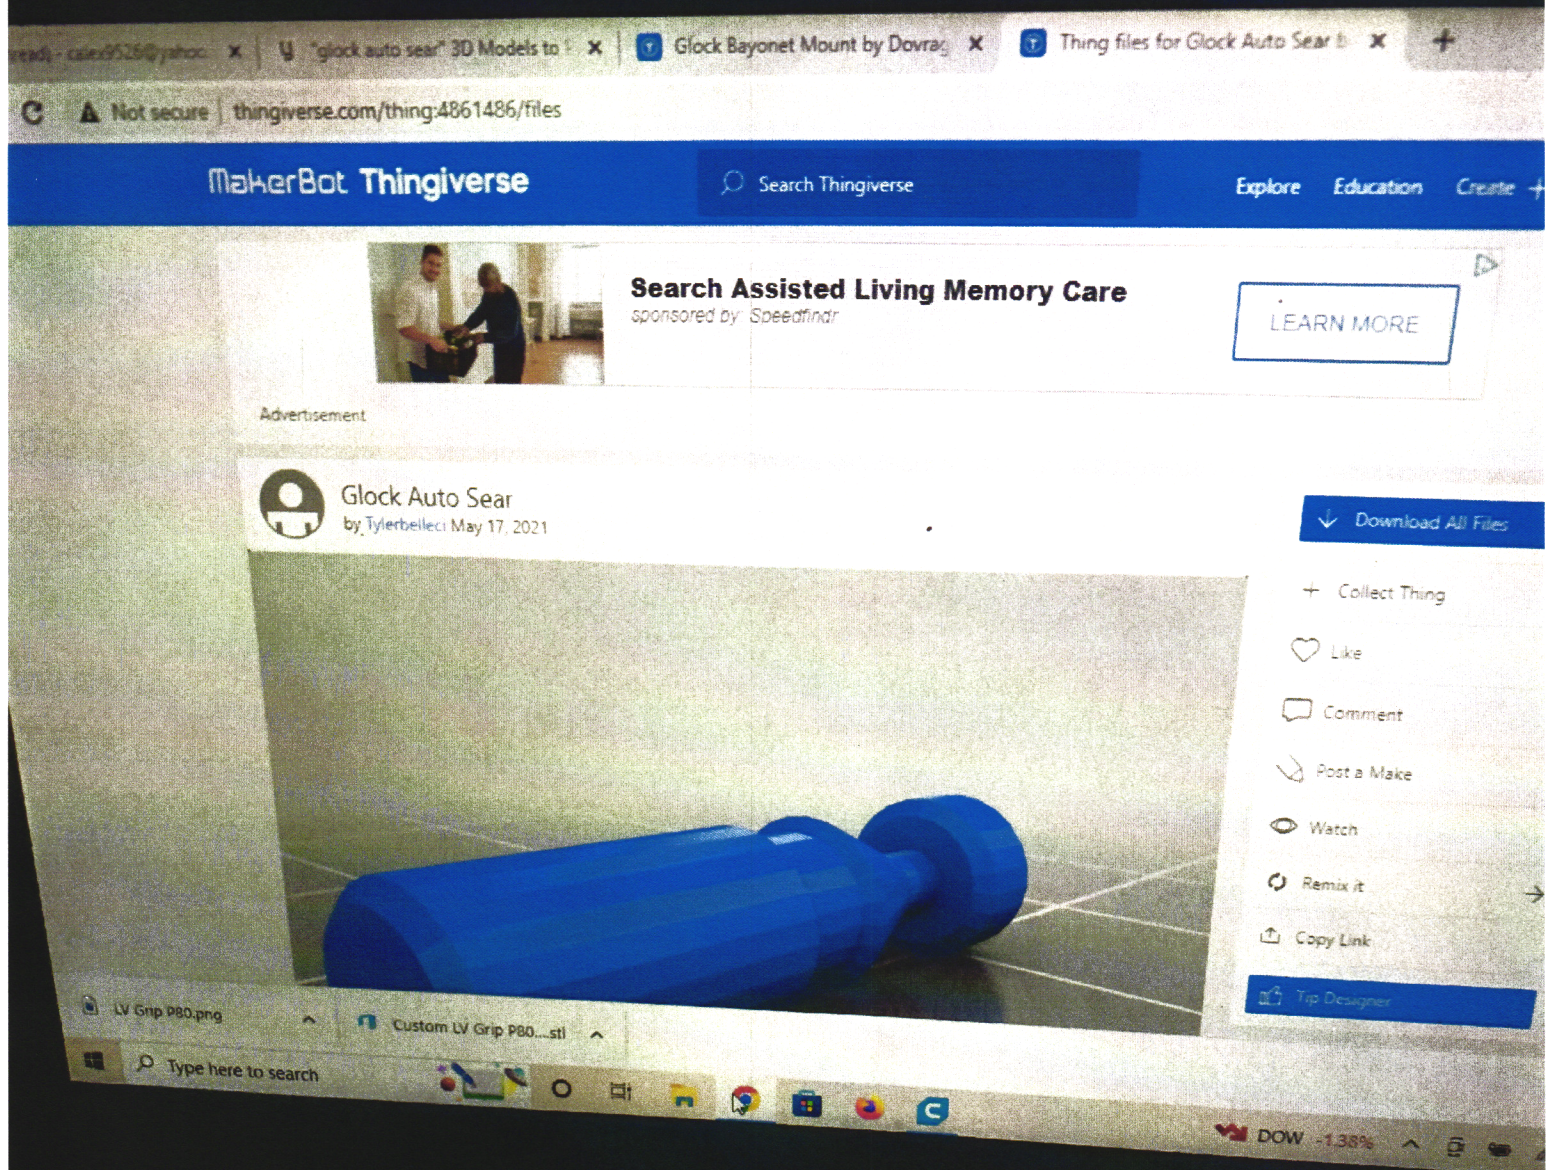 "glock auto sear" 3D Models to
Glock Bayonet Mount by Dovrag
Thing files for Glock Auto Sear b
Not secure
thingiverse.com/thing:4861486/files
MakerBot Thingiverse
Search Thingiverse
Explore
Education
Create +
Search Assisted Living Memory Care
sponsored by: Speedfindr
LEARN MORE
Advertisement
Glock Auto Sear
by Tylerbelleci May 17, 2021
Download All Files
+ Collect Thing
Like
Comment
Post a Make
Watch
Remix it
Copy Link
Tip Designer
LV Grip P80.png
Custom LV Grip P80....stl
Type here to search
DOW -1.38%